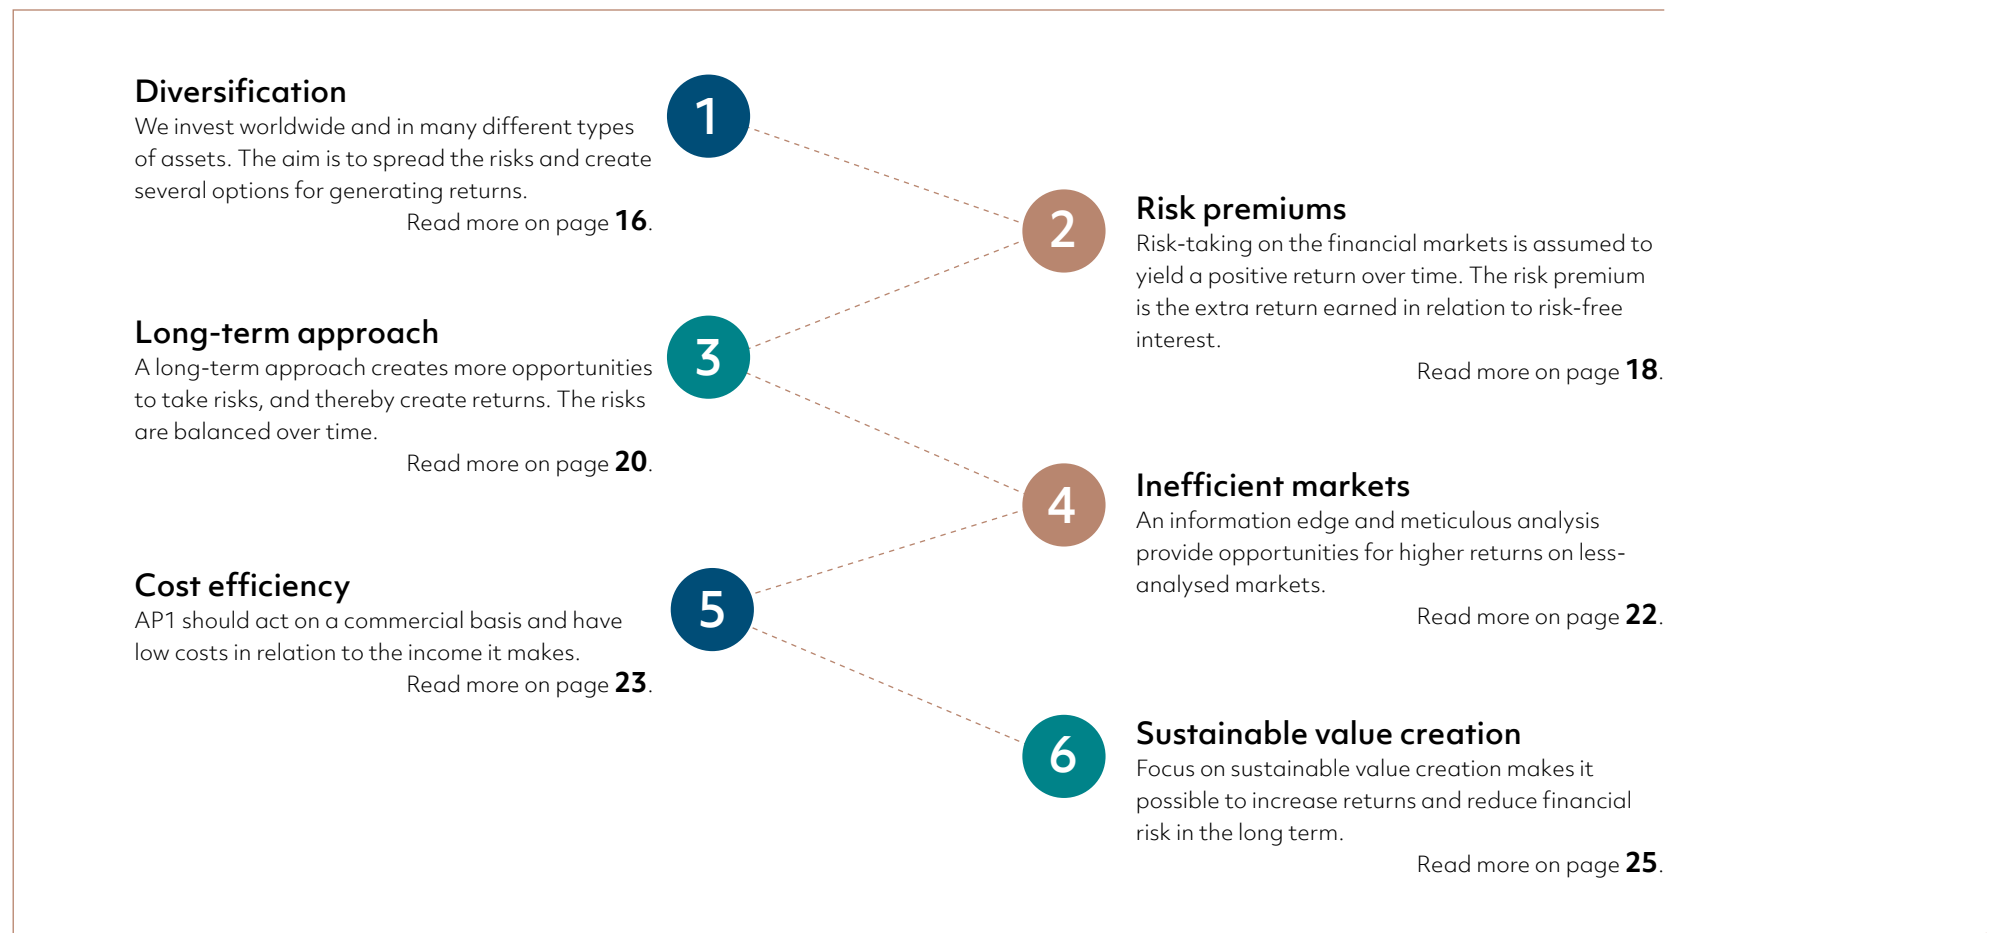 Diversification
We invest worldwide and in many different types
of assets. The aim is to spread the risks and create
several options for generating returns.
Read more on page 16.
1
2
Risk premiums
Risk-taking on the financial markets is assumed to
yield a positive return over time. The risk premium
is the extra return earned in relation to risk-free
interest.
Read more on page 18.
Long-term approach
A long-term approach creates more opportunities
to take risks, and thereby create returns. The risks
are balanced over time.
Read more on page 20.
3
4
Inefficient markets
An information edge and meticulous analysis
provide opportunities for higher returns on less-
analysed markets.
Read more on page 22.
Cost efficiency
AP1 should act on a commercial basis and have
low costs in relation to the income it makes.
Read more on page 23.
5
6
Sustainable value creation
Focus on sustainable value creation makes it
possible to increase returns and reduce financial
risk in the long term.
Read more on page 25.